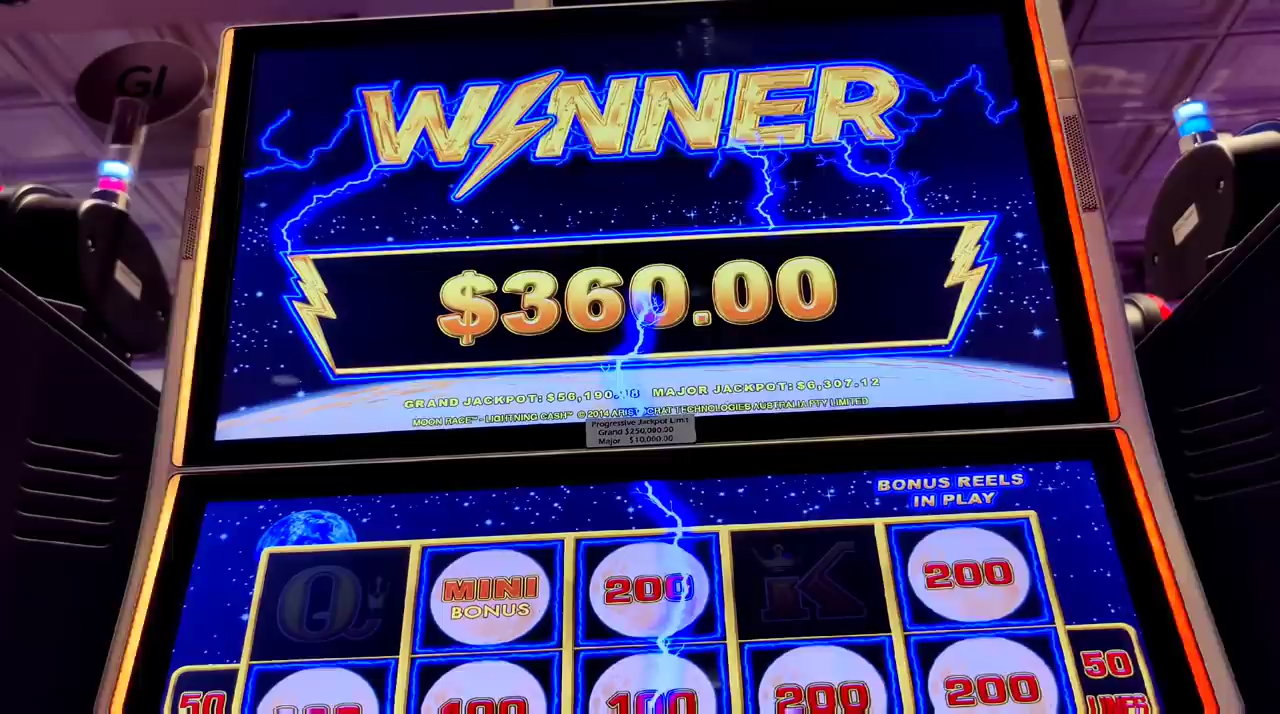 GI
WINNER
$360.00
GRAND JACKPOT: $56,190.18 MAJOR JACKPOT: $6,307.12
MOON RACE™ - LIGHTNING CASH™ © 2014 ARISTOCRAT TECHNOLOGIES AUSTRALIA PTY LIMITED
Progressive Jackpot Limit
Grand $250,000.00
Major $10,000.00
BONUS REELS
IN PLAY
Q
MINI
BONUS
200
K
200
50
100
100
200
200
50
LINES